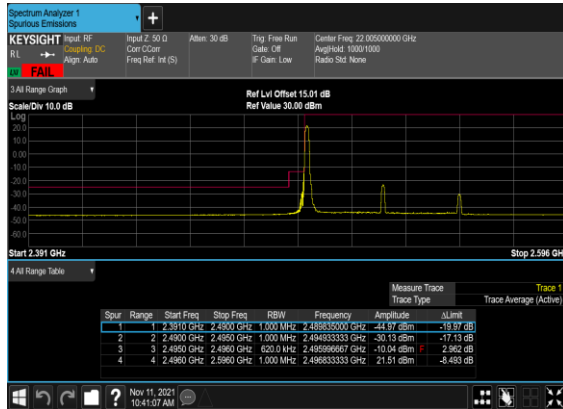 Spectrum Analyzer 1
Spurious Emissions
+
KEYSIGHT Input: RF Input Z: 50 Ω Atten: 30 dB Trig: Free Run Center Freq: 22.005000000 GHz
RL Coupling: DC Corr CCorr Gate: Off Avg|Hold: 1000/1000
Align: Auto Freq Ref: Int (S) IF Gain: Low Radio Std: None
FAIL
3 All Range Graph Ref Lvl Offset 15.01 dB
Scale/Div 10.0 dB Ref Value 30.00 dBm
Log
20.0
10.0
0.00
-10.0
-20.0
-30.0
-40.0
-50.0
-60.0
Start 2.391 GHz Stop 2.596 GH
4 All Range Table
Measure Trace Trace 1
Trace Type Trace Average (Active)
Spur Range Start Freq Stop Freq RBW Frequency Amplitude ΔLimit
1 1 2.3910 GHz 2.4900 GHz 1.000 MHz 2.489835000 GHz -44.97 dBm -19.97 dB
2 2 2.4900 GHz 2.4950 GHz 1.000 MHz 2.494933333 GHz -30.13 dBm -17.13 dB
3 3 2.4950 GHz 2.4960 GHz 620.0 kHz 2.495996667 GHz -10.04 dBm F 2.962 dB
4 4 2.4960 GHz 2.5960 GHz 1.000 MHz 2.496833333 GHz 21.51 dBm -8.493 dB
?
Nov 11, 2021
10:41:07 AM